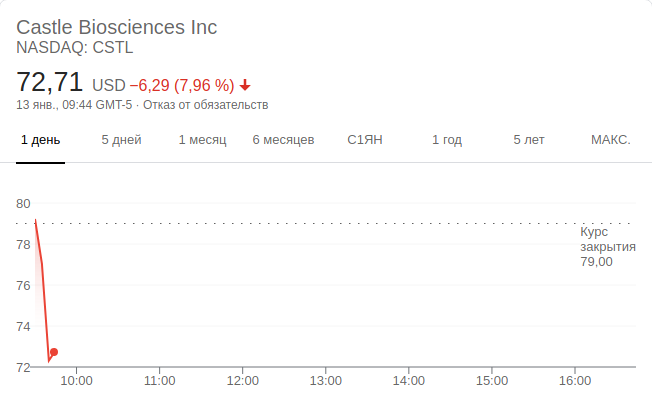 Castle Biosciences Inc
NASDAQ: CSTL
72,71 USD −6,29 (7,96 %)
13 янв., 09:44 GMT-5 · Отказ от обязательств
1 день 5 дней 1 месяц 6 месяцев С1ЯН 1 год 5 лет МАКС.
80
Курс
закрытия
79,00
78
76
74
72
10:00 11:00 12:00 13:00 14:00 15:00 16:00